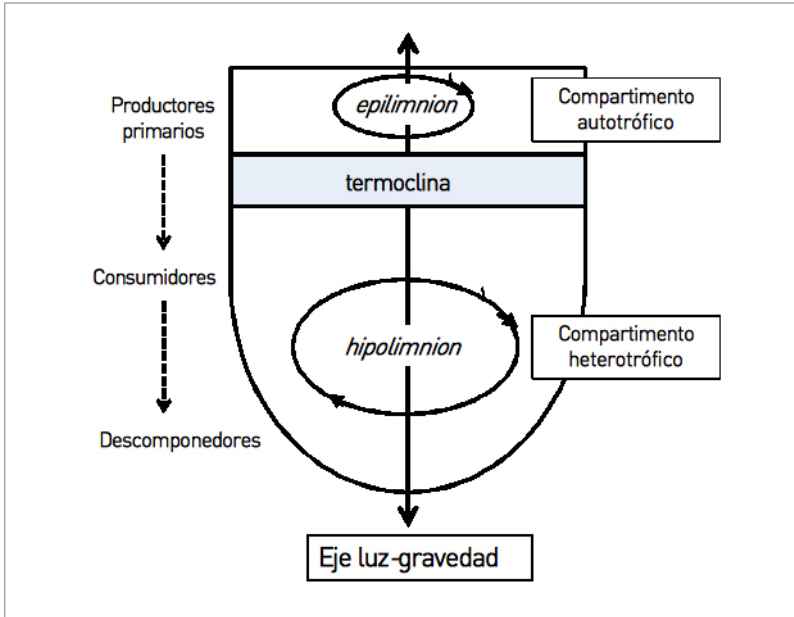 epilimnion
Compartimento
autotrófico
Productores
primarios
termoclina
Consumidores
hipolimnion
Compartimento
heterotrófico
Descomponedores
Eje luz-gravedad